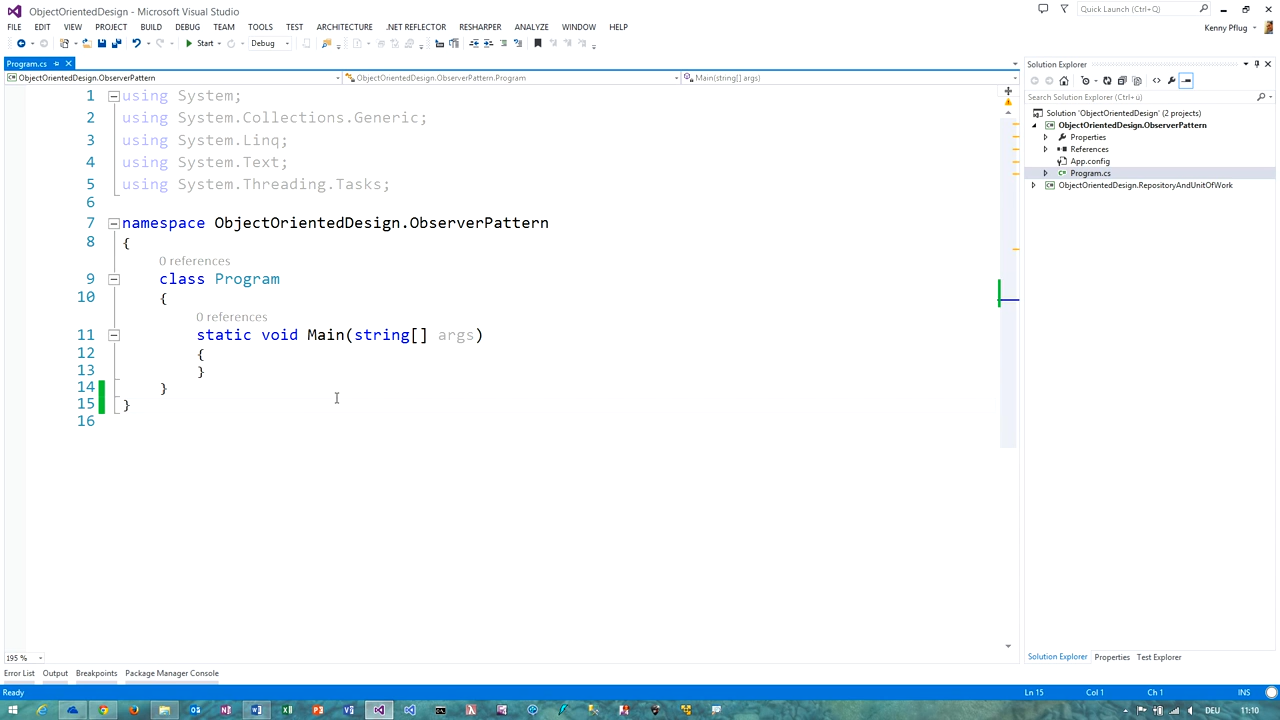 ObjectOrientedDesign - Microsoft Visual Studio
Quick Launch (Ctrl+Q)
FILE EDIT VIEW PROJECT BUILD DEBUG TEAM TOOLS TEST ARCHITECTURE .NET REFLECTOR RESHARPER ANALYZE WINDOW HELP
Kenny Pflug
Start Debug
Program.cs
Solution Explorer
ObjectOrientedDesign.ObserverPattern
ObjectOrientedDesign.ObserverPattern.Program
Main(string[] args)
Search Solution Explorer (Ctrl+ü)
Solution 'ObjectOrientedDesign' (2 projects)
ObjectOrientedDesign.ObserverPattern
Properties
References
App.config
Program.cs
ObjectOrientedDesign.RepositoryAndUnitOfWork
1 using System;
2 using System.Collections.Generic;
3 using System.Linq;
4 using System.Text;
5 using System.Threading.Tasks;
6
7 namespace ObjectOrientedDesign.ObserverPattern
8 {
0 references
9 class Program
10 {
0 references
11 static void Main(string[] args)
12 {
13 }
14 }
15 }
16
195 %
Solution Explorer Properties Test Explorer
Error List Output Breakpoints Package Manager Console
Ready Ln 15 Col 1 Ch 1 INS
DEU 11:10